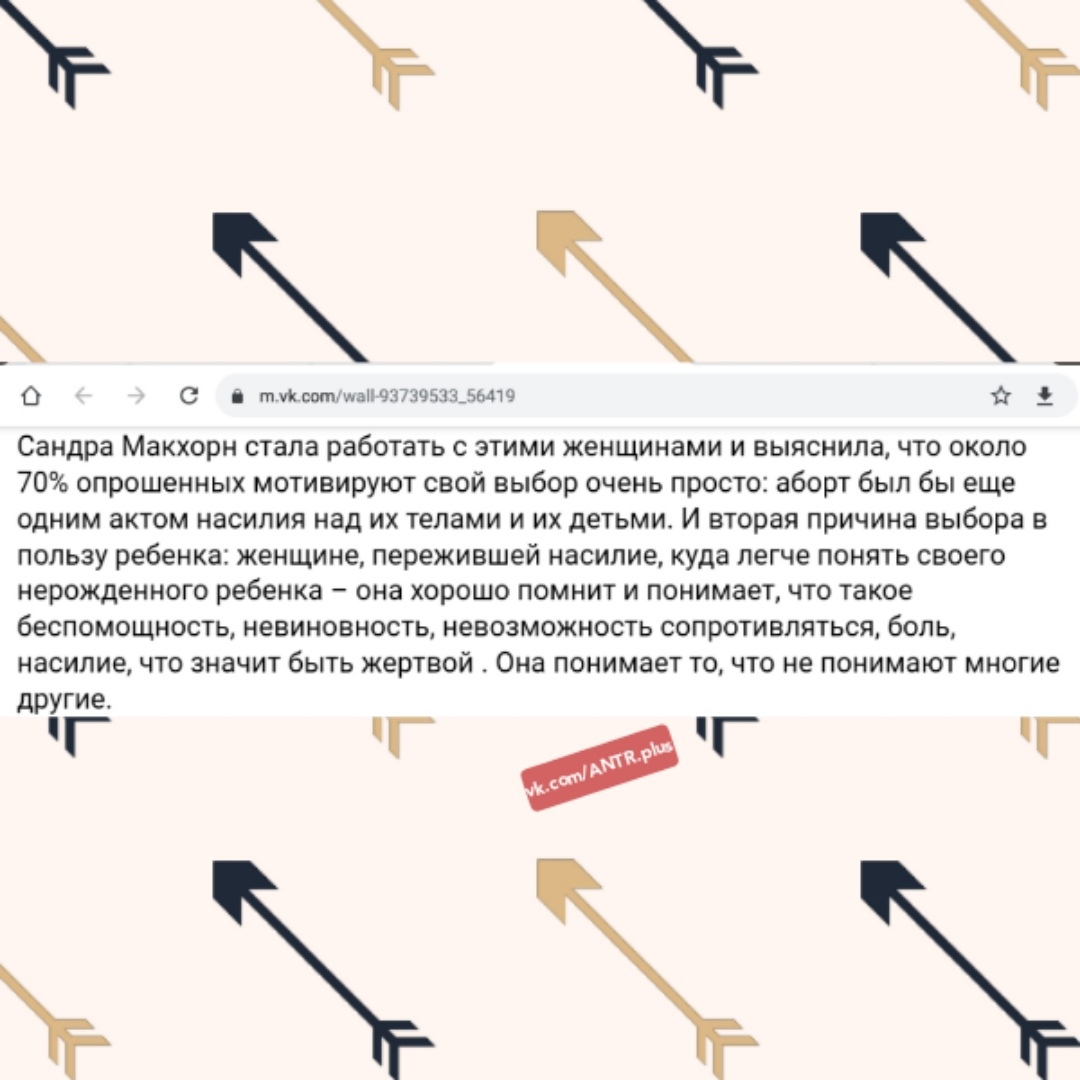 m.vk.com/wall-93739533_56419
Сандра Макхорн стала работать с этими женщинами и выяснила, что около
70% опрошенных мотивируют свой выбор очень просто: аборт был бы еще
одним актом насилия над их телами и их детьми. И вторая причина выбора в
пользу ребенка: женщине, пережившей насилие, куда легче понять своего
нерожденного ребенка – она хорошо помнит и понимает, что такое
беспомощность, невиновность, невозможность сопротивляться, боль,
насилие, что значит быть жертвой . Она понимает то, что не понимают многие
другие.
vk.com/ANTR.plus